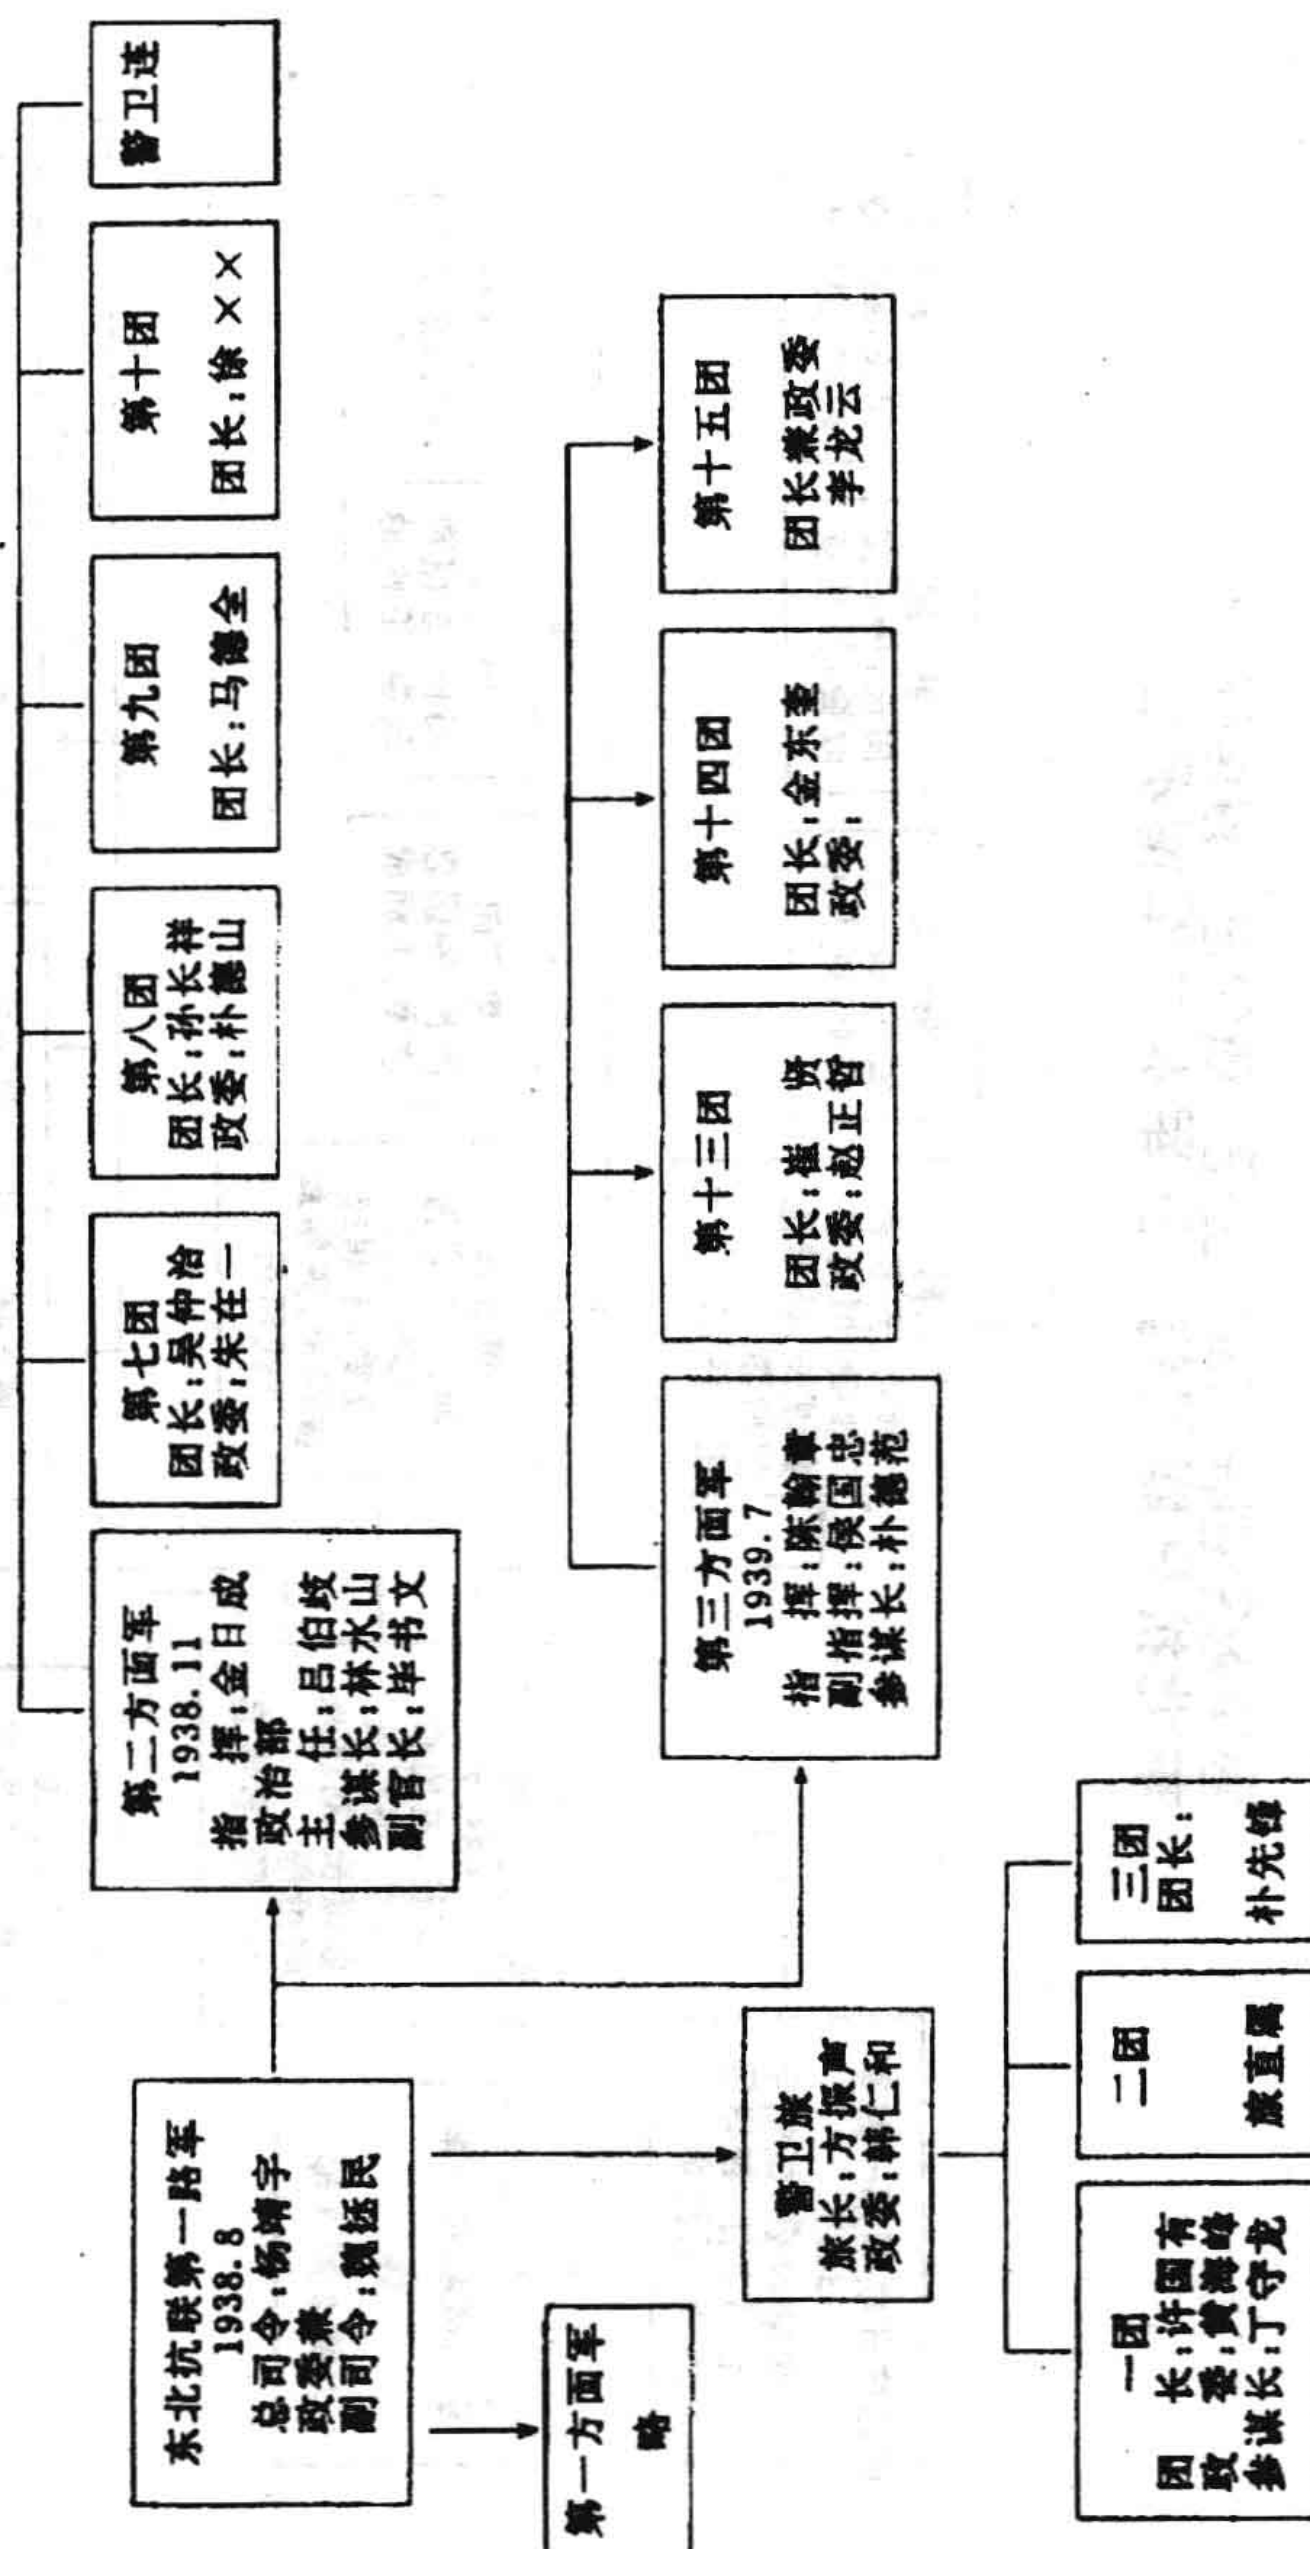 东北抗联第一路军
1938.8
总司令：杨靖宇
政委兼
副司令：魏拯民
第一方面军
略
第二方面军
1938.11
指　挥：金日成
政治部
主　任：吕伯岐
参谋长：林水山
副官长：毕书文
第七团
团长：吴仲洽
政委：朱在一
第八团
团长：孙长祥
政委：朴德山
第九团
团长：马德全
第十团
团长：徐××
警卫连
第三方面军
1939.7
指　挥：陈翰章
副指挥：侯国忠
参谋长：朴德范
第十三团
团长：崔　贤
政委：赵正哲
第十四团
团长：金东奎
政委：
第十五团
团长兼政委
李龙云
警卫旅
旅长：方振声
政委：韩仁和
一团
团　长：许国有
政　委：黄海峰
参谋长：丁守龙
二团
旅直属
三团
团长：
朴先锋